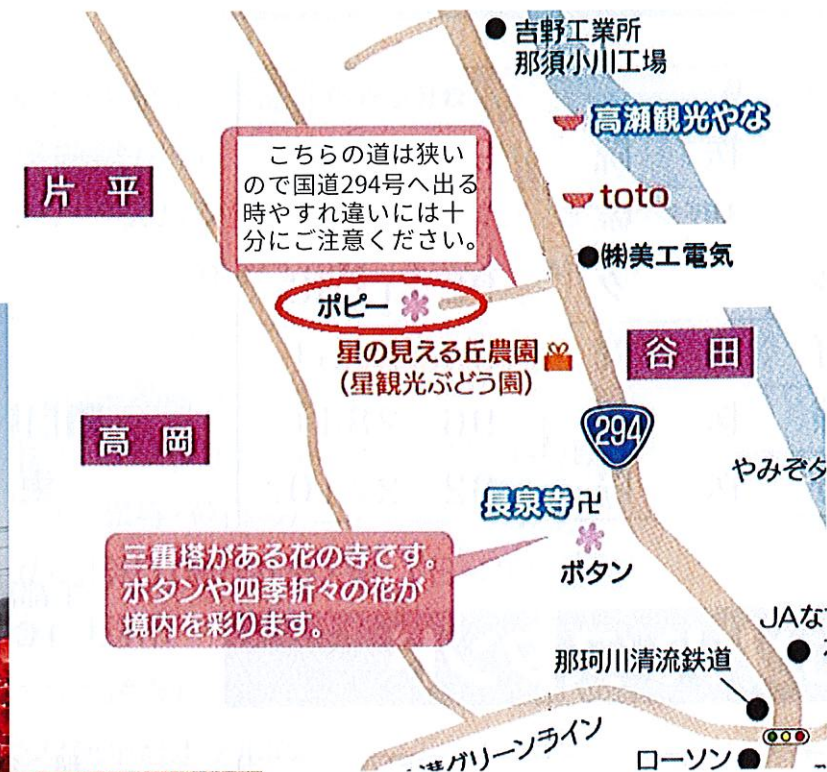 吉野工業所
那須小川工場
高瀬観光やな
こちらの道は狭い
ので国道294号へ出る
時やすれ違いには十
分にご注意ください。
片平
toto
㈱美工電気
ポピー
星の見える丘農園
(星観光ぶどう園)
谷田
高岡
294
やみぞ
長泉寺卍
ボタン
三重塔がある花の寺です。
ボタンや四季折々の花が
境内を彩ります。
JAな
那珂川清流鉄道
グリーンライン
ローソン